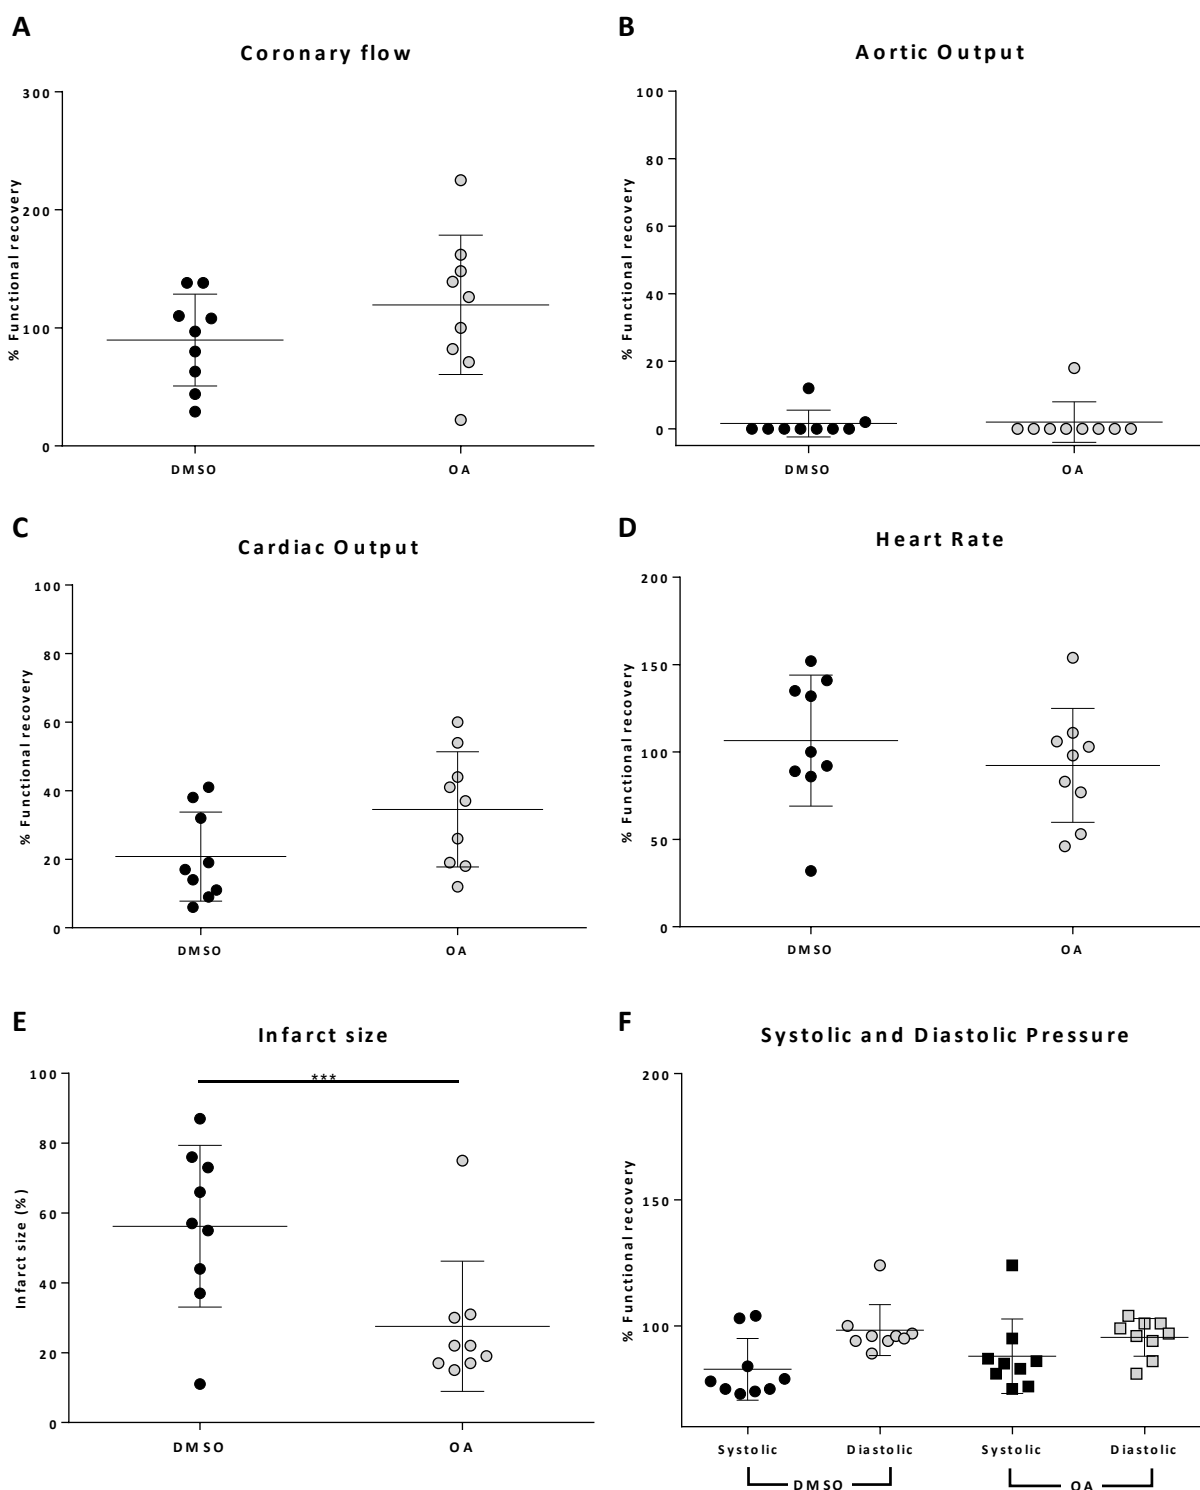 A
Coronary flow
% Functional recovery
300
200
100
0
DMSO
OA
B
Aortic Output
% Functional recovery
100
80
60
40
20
0
DMSO
OA
C
Cardiac Output
% Functional recovery
100
80
60
40
20
0
DMSO
OA
D
Heart Rate
% Functional recovery
200
150
100
50
0
DMSO
OA
E
Infarct size
Infarct size (%)
100
80
60
40
20
0
***
DMSO
OA
F
Systolic and Diastolic Pressure
% Functional recovery
200
150
100
Systolic
Diastolic
Systolic
Diastolic
DMSO
OA